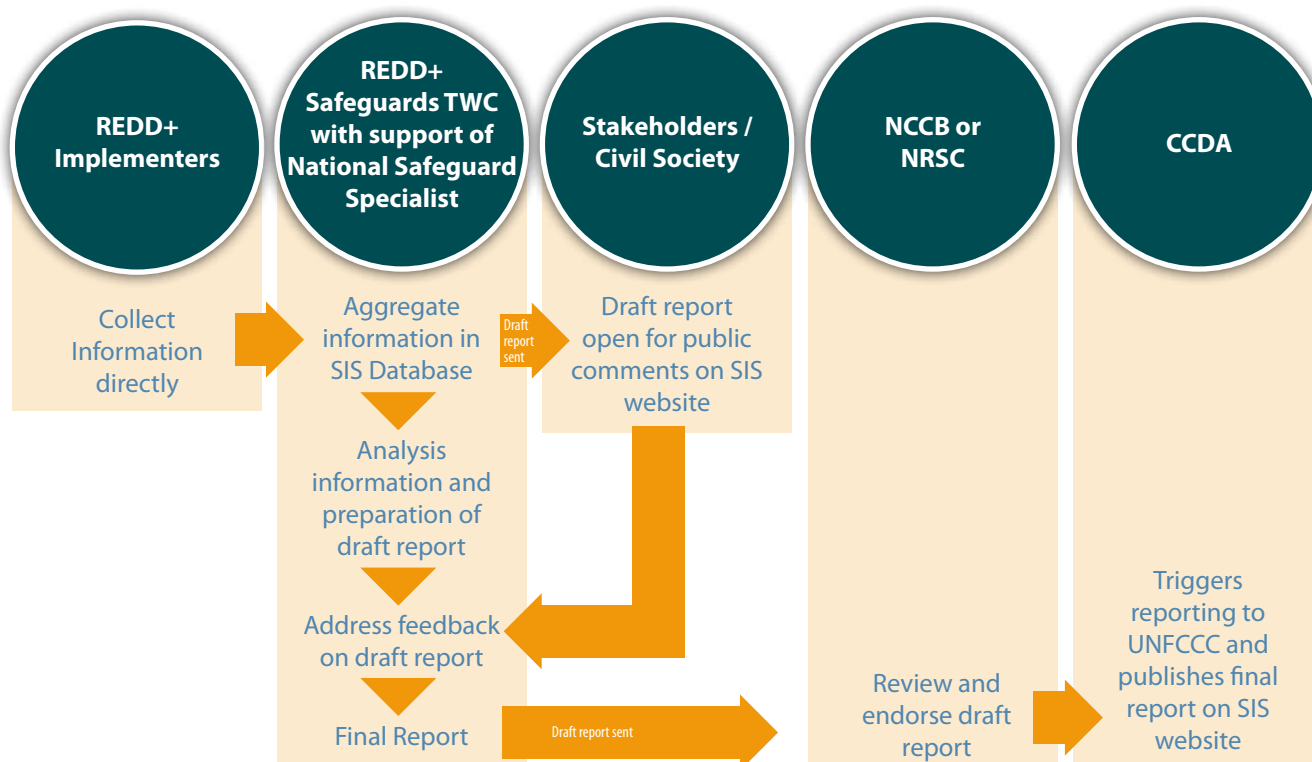 REDD+
Implementers
REDD+
Safeguards TWC
with support of
National Safeguard
Specialist
Stakeholders /
Civil Society
NCCB or
NRSC
CCDA
Collect
Information
directly
Aggregate
information in
SIS Database
Draft
report
sent
Draft report
open for public
comments on SIS
website
Analysis
information and
preparation of
draft report
Address feedback
on draft report
Final Report
Draft report sent
Review and
endorse draft
report
Triggers
reporting to
UNFCCC and
publishes final
report on SIS
website